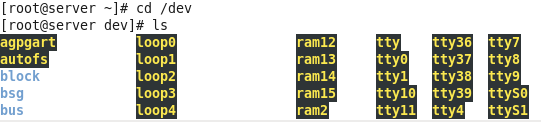 [root@server ~]# cd /dev
[root@server dev]# ls
agpgart loop0 ram12 tty tty36 tty7
autofs loop1 ram13 tty0 tty37 tty8
block loop2 ram14 tty1 tty38 tty9
bsg loop3 ram15 tty10 tty39 ttyS0
bus loop4 ram2 tty11 tty4 ttyS1